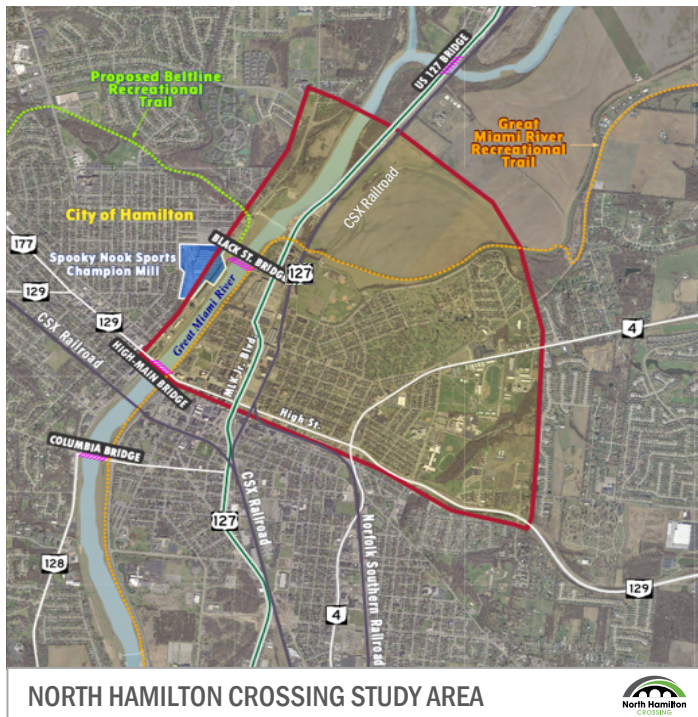 US 127 BRIDGE
Proposed Beltline
Recreational
Trail
Great
Miami River
Recreational
Trail
CSX Railroad
City of Hamilton
177
Spooky Nook Sports
Champion Mill
BLACK ST. BRIDGE
127
129
Great Miami River
129
4
CSX Railroad
HIGH-MAIN BRIDGE
MLK Jr. Blvd
High St.
COLUMBIA BRIDGE
CSX Railroad
127
Norfolk Southern Railroad
128
129
4
NORTH HAMILTON CROSSING STUDY AREA
North Hamilton
CROSSING